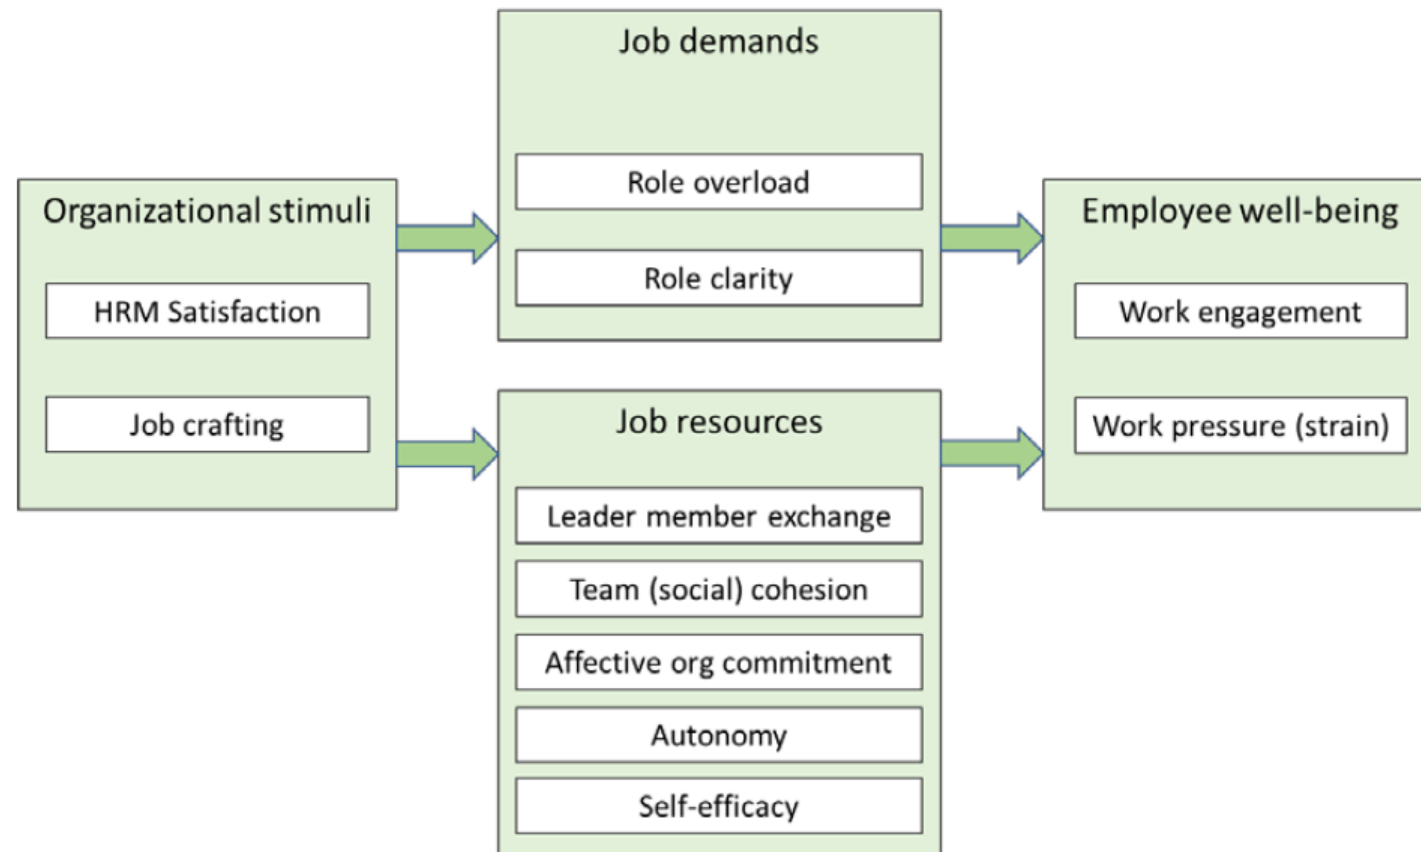 Organizational stimuli
HRM Satisfaction
Job crafting
Job demands
Role overload
Role clarity
Job resources
Leader member exchange
Team (social) cohesion
Affective org commitment
Autonomy
Self-efficacy
Employee well-being
Work engagement
Work pressure (strain)